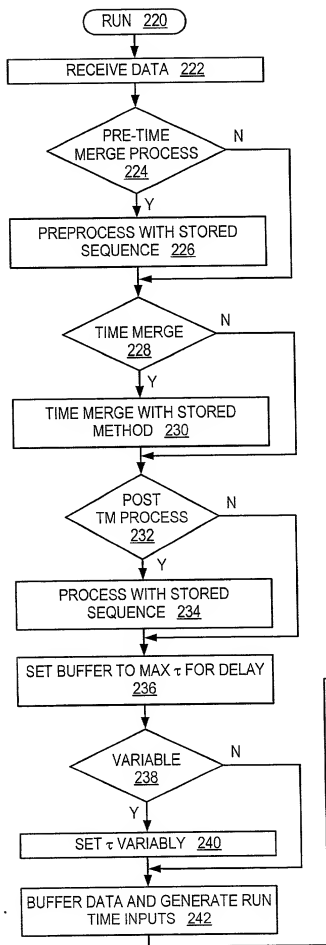 RUN 220
RECEIVE DATA 222
PRE-TIME
MERGE PROCESS
224
N
Y
PREPROCESS WITH STORED
SEQUENCE 226
TIME MERGE
228
N
Y
TIME MERGE WITH STORED
METHOD 230
POST
TM PROCESS
232
N
Y
PROCESS WITH STORED
SEQUENCE 234
SET BUFFER TO MAX τ FOR DELAY
236
VARIABLE
238
N
Y
SET τ VARIABLY 240
BUFFER DATA AND GENERATE RUN
TIME INPUTS 242